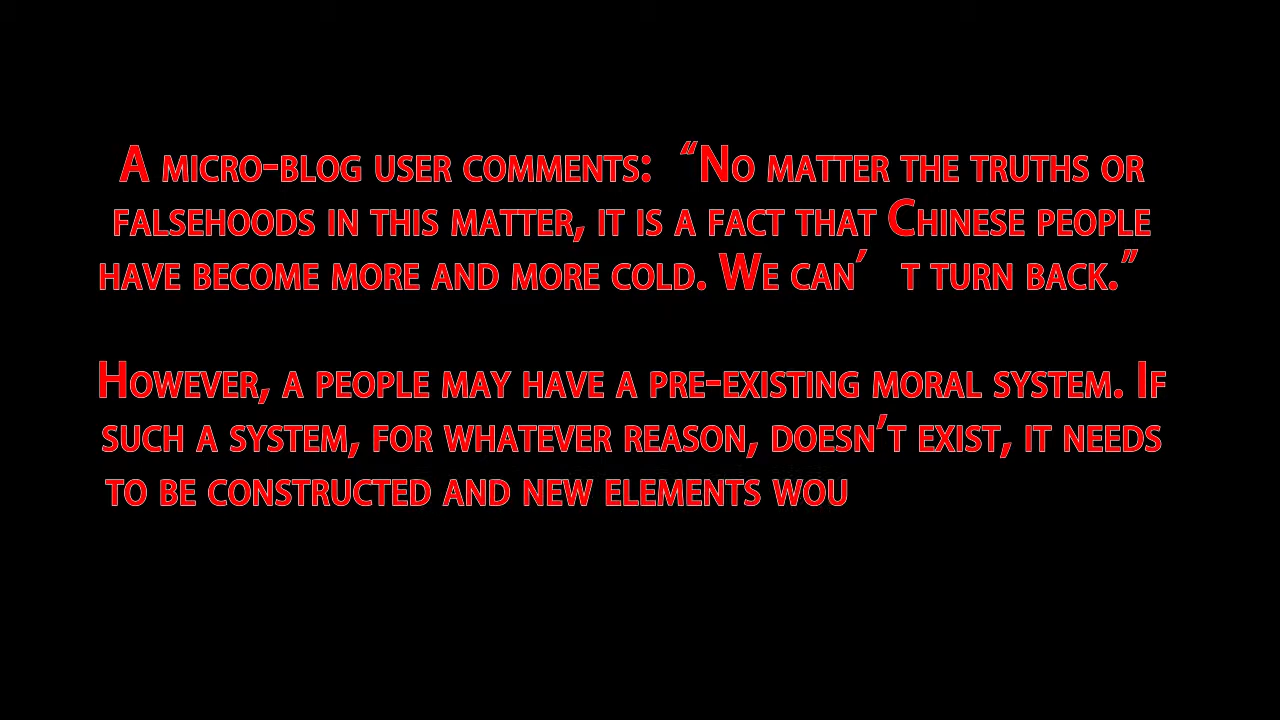 A micro-blog user comments: “No matter the truths or
falsehoods in this matter, it is a fact that Chinese people
have become more and more cold. We can’ t turn back.”
However, a people may have a pre-existing moral system. If
such a system, for whatever reason, doesn’t exist, it needs
to be constructed and new elements wou